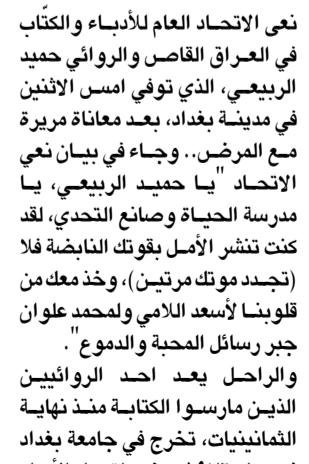 نعى الاتحاد العام للأدباء والكتّاب
في العراق القاص والروائي حميد
الربيعي، الذي توفي امس الاثنين
في مدينة بغداد، بعد معاناة مريرة
مع المرض.. وجاء في بيان نعي
الاتحاد "يا حميد الربيعي، يا
مدرسة الحياة وصانع التحدي، لقد
كنت تنشر الأمل بقوتك النابضة فلا
(تجدد موتك مرتين)، وخذ معك من
قلوبنا لأسعد اللامي ولمحمد علوان
جبر رسائل المحبة والدموع".
والراحل يعد احد الروائيين
الذين مارسوا الكتابة منذ نهاية
الثمانينيات، تخرج في جامعة بغداد